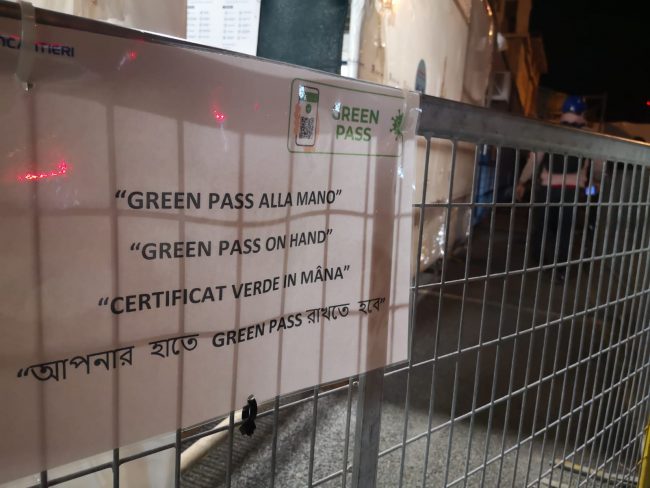 NCANTIERI
GREEN
PASS
“GREEN PASS ALLA MANO”
“GREEN PASS ON HAND”
“CERTIFICAT VERDE IN MÂNA”
“আপনার হাতে GREEN PASS রাখতে হবে”